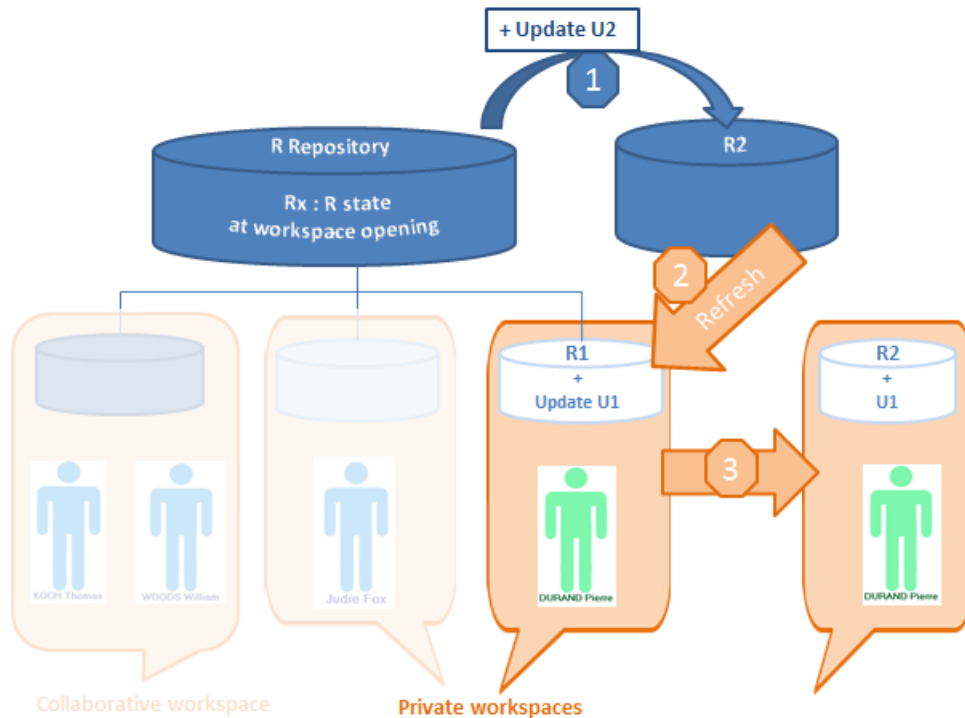 + Update U2
1
R Repository
R2
Rx : R state
at workspace opening
2
Refresh
R1
+
Update U1
R2
+
U1
3
KOCH Thomas
WOODS William
Judie Fox
DURAND Pierre
DURAND Pierre
Collaborative workspace
Private workspaces